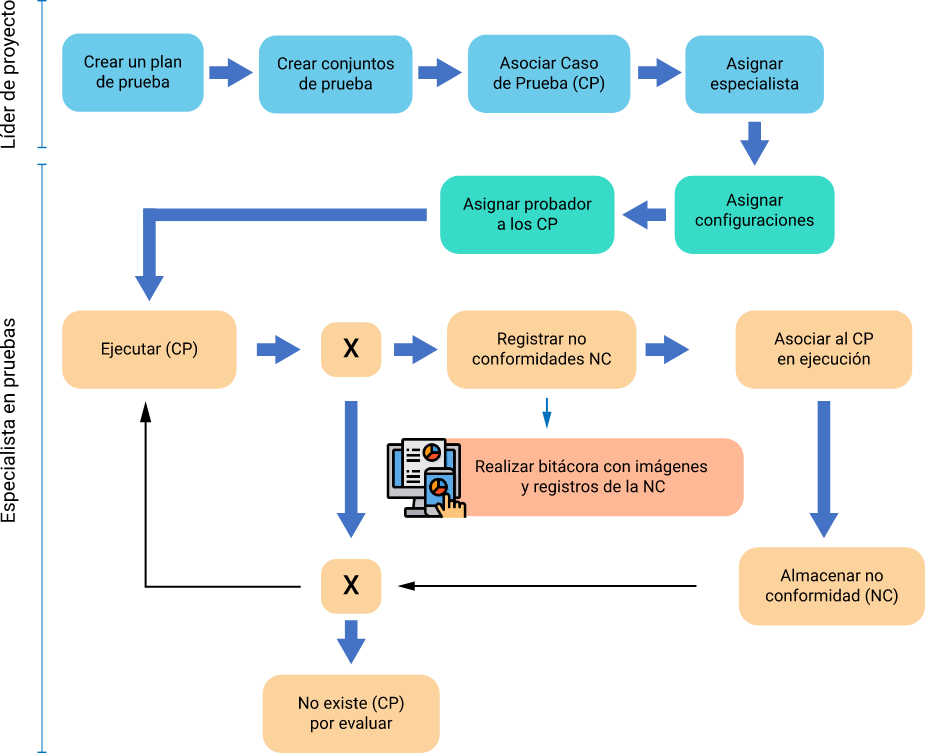 Líder de proyecto
Crear un plan
de prueba
Crear conjuntos
de prueba
Asociar Caso
de Prueba (CP)
Asignar
especialista
Especialista en pruebas
Asignar probador
a los CP
Asignar
configuraciones
Ejecutar (CP)
X
Registrar no
conformidades NC
Asociar al CP
en ejecución
Realizar bitácora con imágenes
y registros de la NC
X
Almacenar no
conformidad (NC)
No existe (CP)
por evaluar